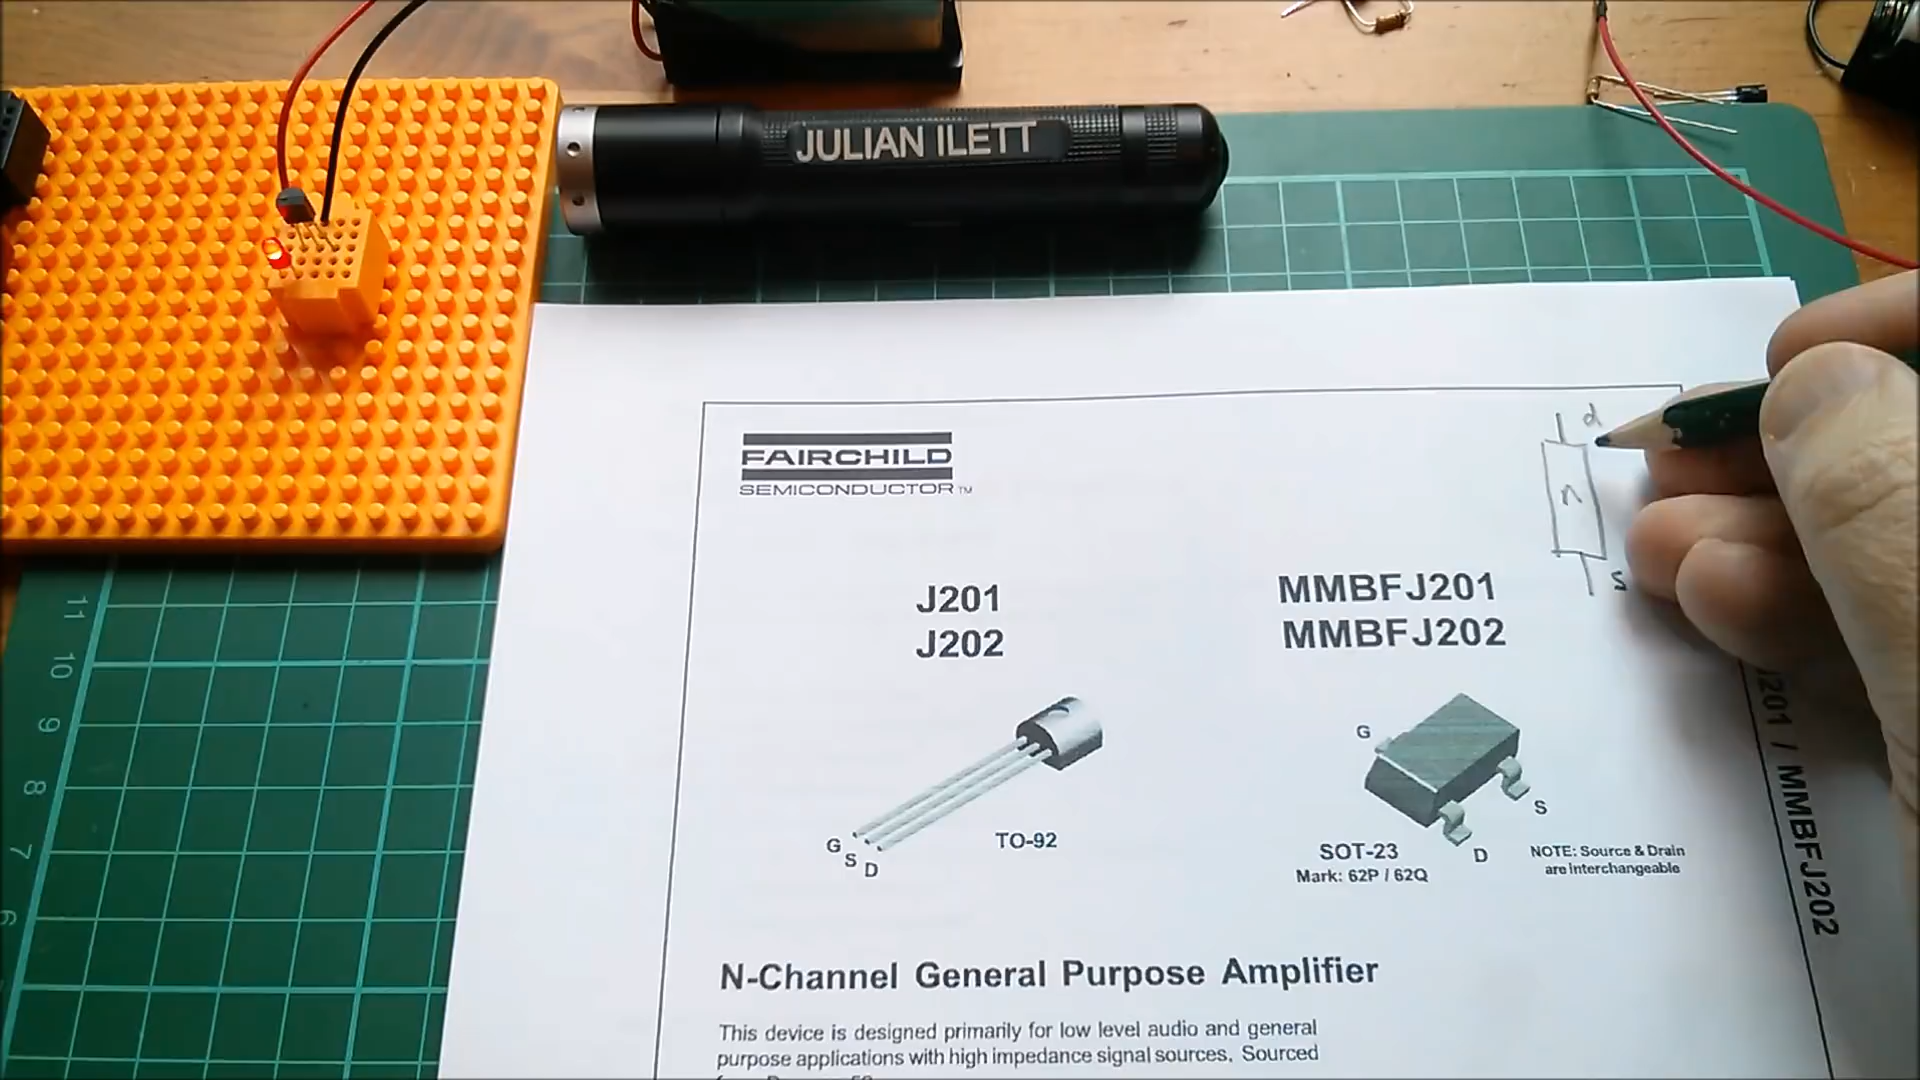 JULIAN ILETT
FAIRCHILD
SEMICONDUCTOR™
d
n
s
J201
J202
MMBFJ201
MMBFJ202
G
S
D
TO-92
G
S
D
SOT-23
Mark: 62P / 62Q
NOTE: Source & Drain
are interchangeable
J201 / MMBFJ202
N-Channel General Purpose Amplifier
This device is designed primarily for low level audio and general
purpose applications with high impedance signal sources. Sourced
11
10
9
8
7
6